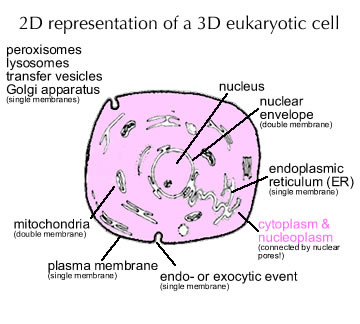 2D representation of a 3D eukaryotic cell
peroxisomes
lysosomes
transfer vesicles
Golgi apparatus
(single membranes)
nucleus
nuclear
envelope
(double membrane)
endoplasmic
reticulum (ER)
(single membrane)
mitochondria
(double membrane)
cytoplasm &
nucleoplasm
(connected by nuclear
pores!)
plasma membrane
(single membrane)
endo- or exocytic event
(single membrane)